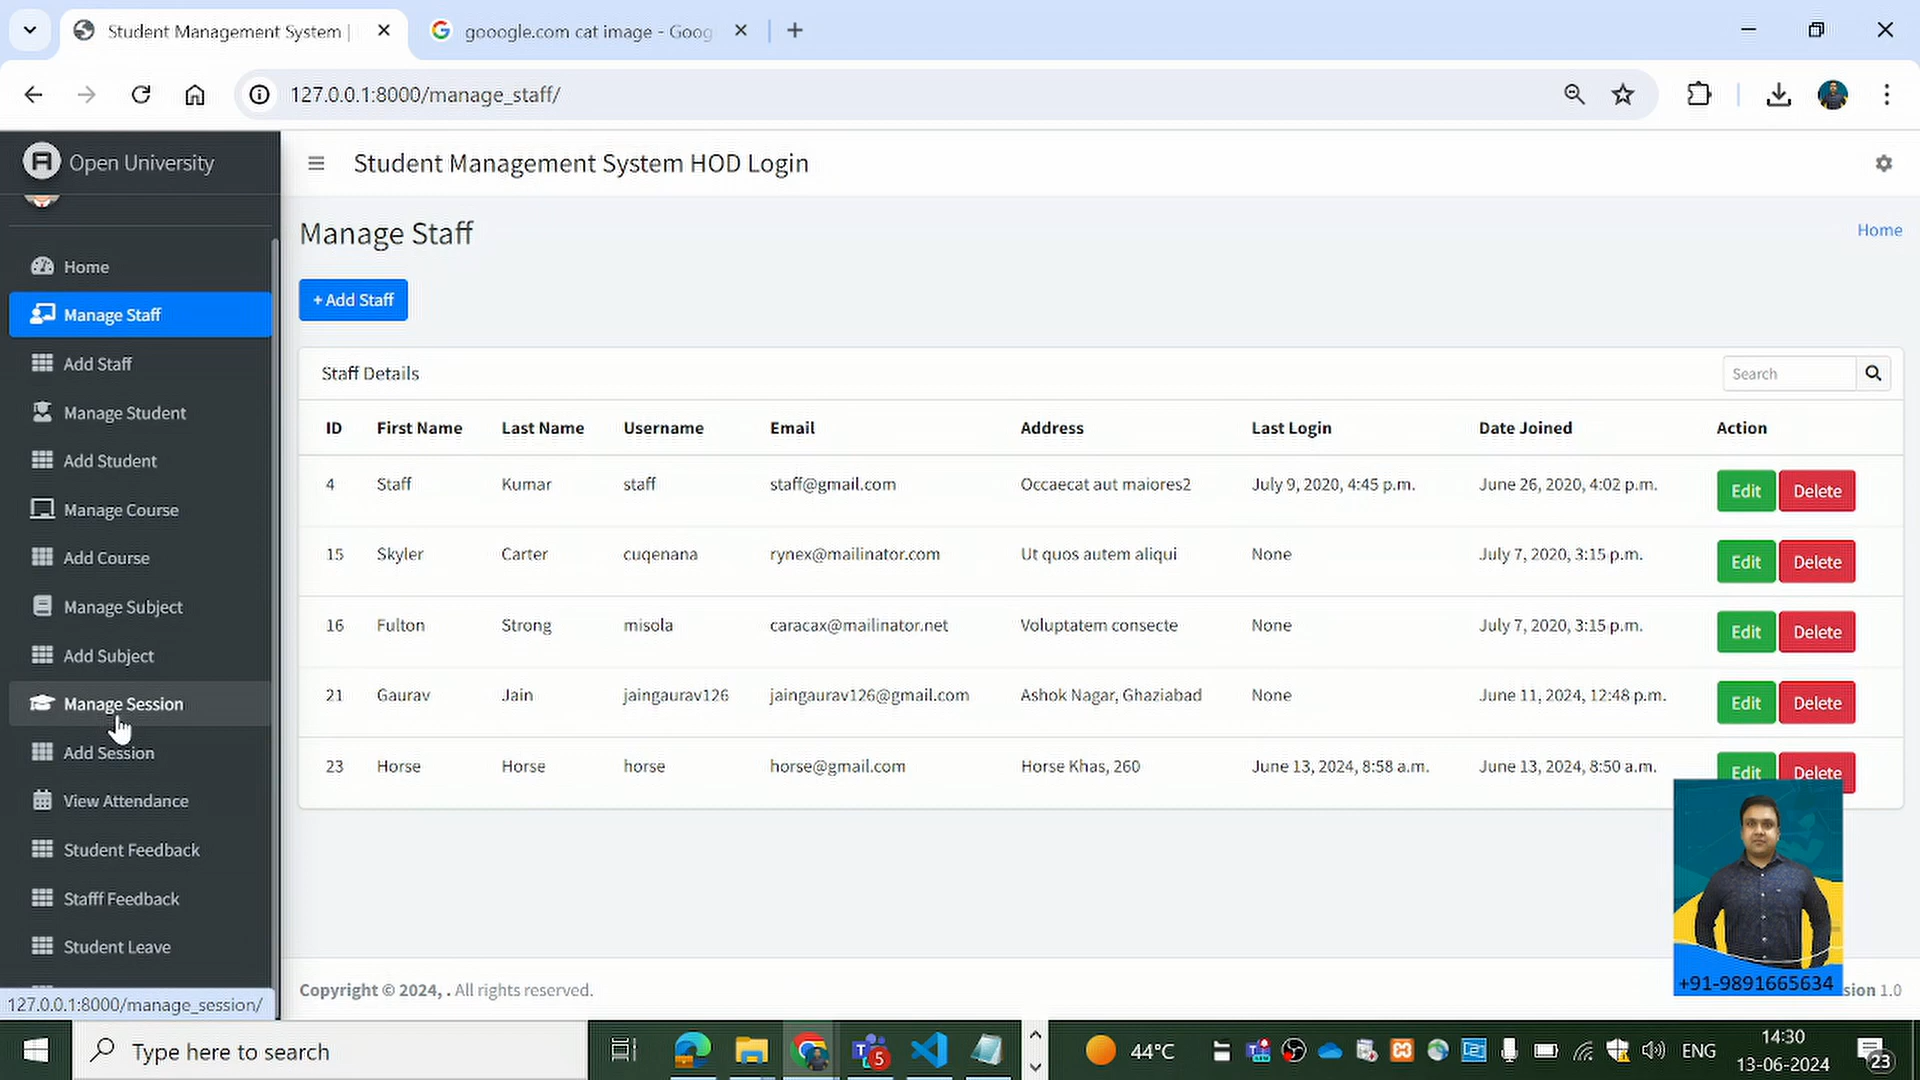 Student Management System |
gooogle.com cat image - Goog
127.0.0.1:8000/manage_staff/
Open University
Student Management System HOD Login
Home
Manage Staff
Add Staff
Manage Student
Add Student
Manage Course
Add Course
Manage Subject
Add Subject
Manage Session
Add Session
View Attendance
Student Feedback
Stafff Feedback
Student Leave
127.0.0.1:8000/manage_session/
Manage Staff
Home
+ Add Staff
Staff Details
Search
ID First Name Last Name Username Email Address Last Login Date Joined Action
4 Staff Kumar staff staff@gmail.com Occaecat aut maiores2 July 9, 2020, 4:45 p.m. June 26, 2020, 4:02 p.m. Edit Delete
15 Skyler Carter cuqenana rynex@mailinator.com Ut quos autem aliqui None July 7, 2020, 3:15 p.m. Edit Delete
16 Fulton Strong misola caracax@mailinator.net Voluptatem consecte None July 7, 2020, 3:15 p.m. Edit Delete
21 Gaurav Jain jaingaurav126 jaingaurav126@gmail.com Ashok Nagar, Ghaziabad None June 11, 2024, 12:48 p.m. Edit Delete
23 Horse Horse horse horse@gmail.com Horse Khas, 260 June 13, 2024, 8:58 a.m. June 13, 2024, 8:50 a.m. Edit Delete
+91-9891665634
Copyright © 2024, . All rights reserved.
sion 1.0
Type here to search
5
44°C
ENG
14:30
13-06-2024
23